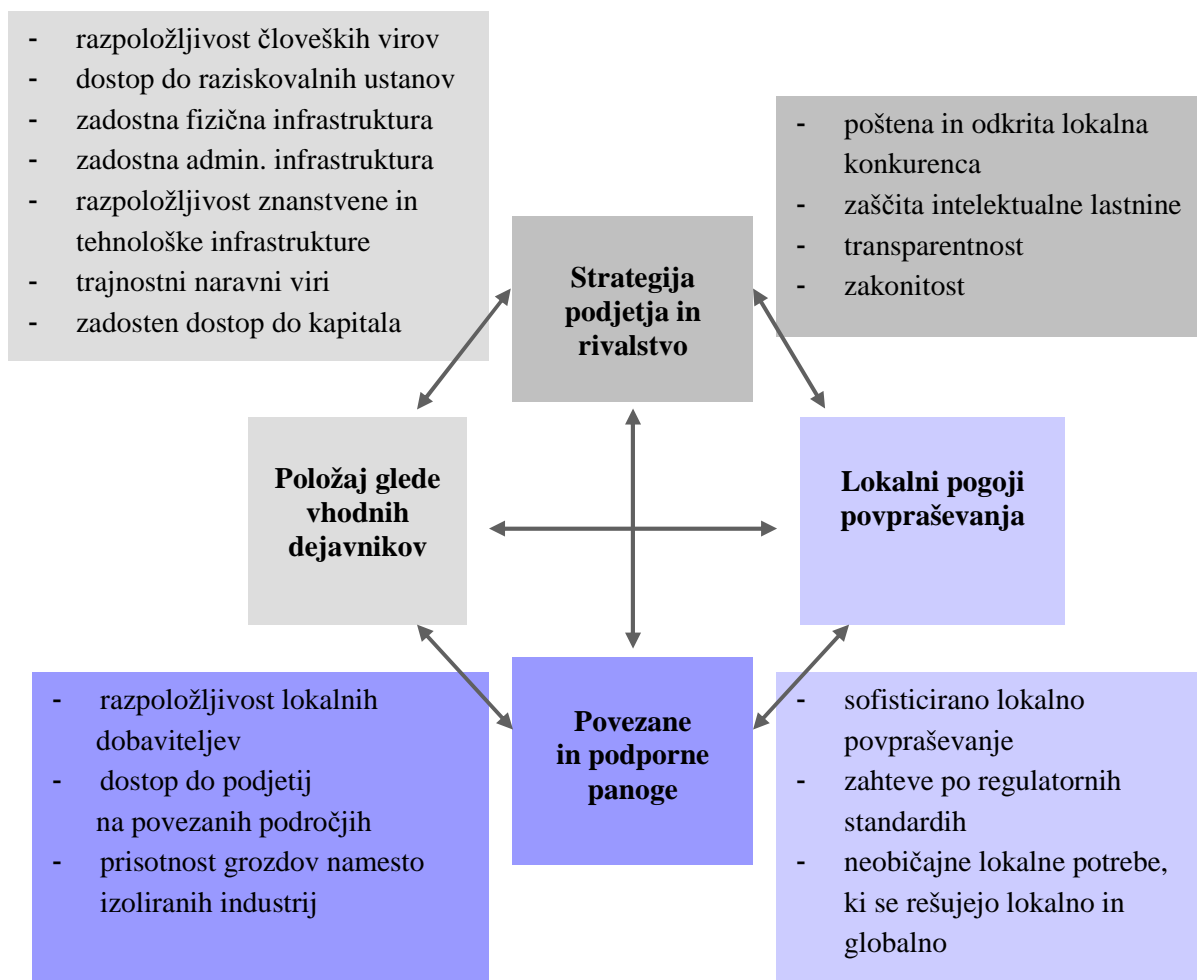 - razpoložljivost človeških virov
- dostop do raziskovalnih ustanov
- zadostna fizična infrastruktura
- zadostna admin. infrastruktura
- razpoložljivost znanstvene in
tehnološke infrastrukture
- trajnostni naravni viri
- zadosten dostop do kapitala
- poštena in odkrita lokalna
konkurenca
- zaščita intelektualne lastnine
- transparentnost
- zakonitost
Strategija
podjetja in
rivalstvo
Položaj glede
vhodnih
dejavnikov
Lokalni pogoji
povpraševanja
- razpoložljivost lokalnih
dobaviteljev
- dostop do podjetij
na povezanih področjih
- prisotnost grozdov namesto
izoliranih industrij
Povezane
in podporne
panoge
- sofisticirano lokalno
povpraševanje
- zahteve po regulatornih
standardih
- neobičajne lokalne potrebe,
ki se rešujejo lokalno in
globalno